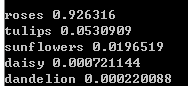 roses 0.926316
tulips 0.0530909
sunflowers 0.0196519
daisy 0.000721144
dandelion 0.000220088